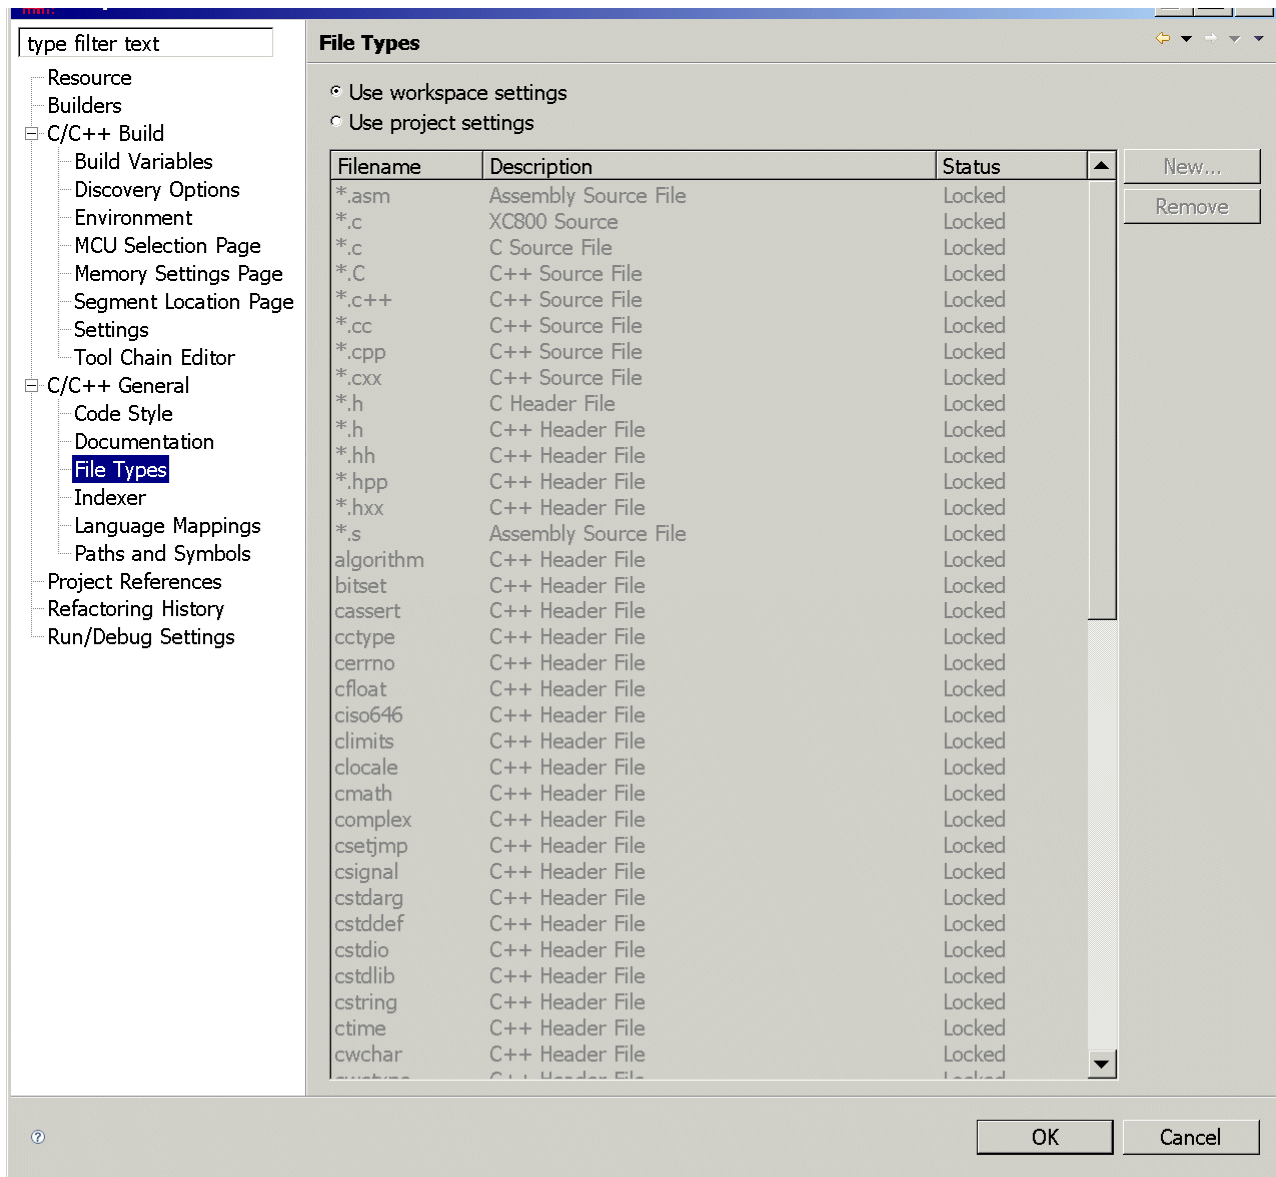 type filter text
Resource
Builders
C/C++ Build
Build Variables
Discovery Options
Environment
MCU Selection Page
Memory Settings Page
Segment Location Page
Settings
Tool Chain Editor
C/C++ General
Code Style
Documentation
File Types
Indexer
Language Mappings
Paths and Symbols
Project References
Refactoring History
Run/Debug Settings
File Types
Use workspace settings
Use project settings
Filename Description Status
*.asm Assembly Source File Locked
*.c XC800 Source Locked
*.c C Source File Locked
*.C C++ Source File Locked
*.c++ C++ Source File Locked
*.cc C++ Source File Locked
*.cpp C++ Source File Locked
*.cxx C++ Source File Locked
*.h C Header File Locked
*.h C++ Header File Locked
*.hh C++ Header File Locked
*.hpp C++ Header File Locked
*.hxx C++ Header File Locked
*.s Assembly Source File Locked
algorithm C++ Header File Locked
bitset C++ Header File Locked
cassert C++ Header File Locked
cctype C++ Header File Locked
cerrno C++ Header File Locked
cfloat C++ Header File Locked
ciso646 C++ Header File Locked
climits C++ Header File Locked
clocale C++ Header File Locked
cmath C++ Header File Locked
complex C++ Header File Locked
csetjmp C++ Header File Locked
csignal C++ Header File Locked
cstdarg C++ Header File Locked
cstddef C++ Header File Locked
cstdio C++ Header File Locked
cstdlib C++ Header File Locked
cstring C++ Header File Locked
ctime C++ Header File Locked
cwchar C++ Header File Locked
cwctype C++ Header File Locked
New...
Remove
OK
Cancel